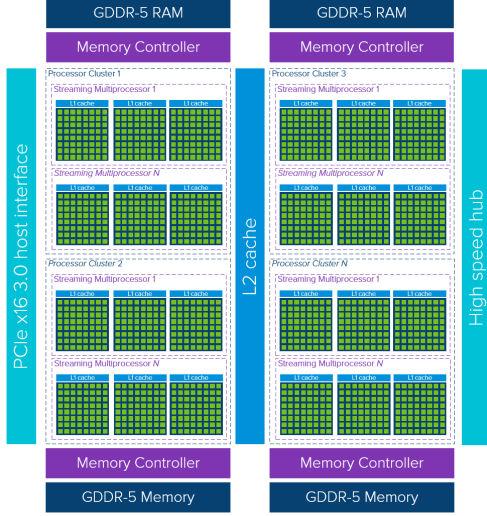 GDDR-5 RAM
GDDR-5 RAM
Memory Controller
Memory Controller
PCIe x16 3.0 host interface
Processor Cluster 1
Streaming Multiprocessor 1
L1 cache
L1 cache
L1 cache
Streaming Multiprocessor N
L1 cache
L1 cache
L1 cache
Processor Cluster 2
Streaming Multiprocessor 1
L1 cache
L1 cache
L1 cache
Streaming Multiprocessor N
L1 cache
L1 cache
L1 cache
L2 cache
Processor Cluster 3
Streaming Multiprocessor 1
L1 cache
L1 cache
L1 cache
Streaming Multiprocessor N
L1 cache
L1 cache
L1 cache
Processor Cluster N
Streaming Multiprocessor 1
L1 cache
L1 cache
L1 cache
Streaming Multiprocessor N
L1 cache
L1 cache
L1 cache
High speed hub
Memory Controller
Memory Controller
GDDR-5 Memory
GDDR-5 Memory